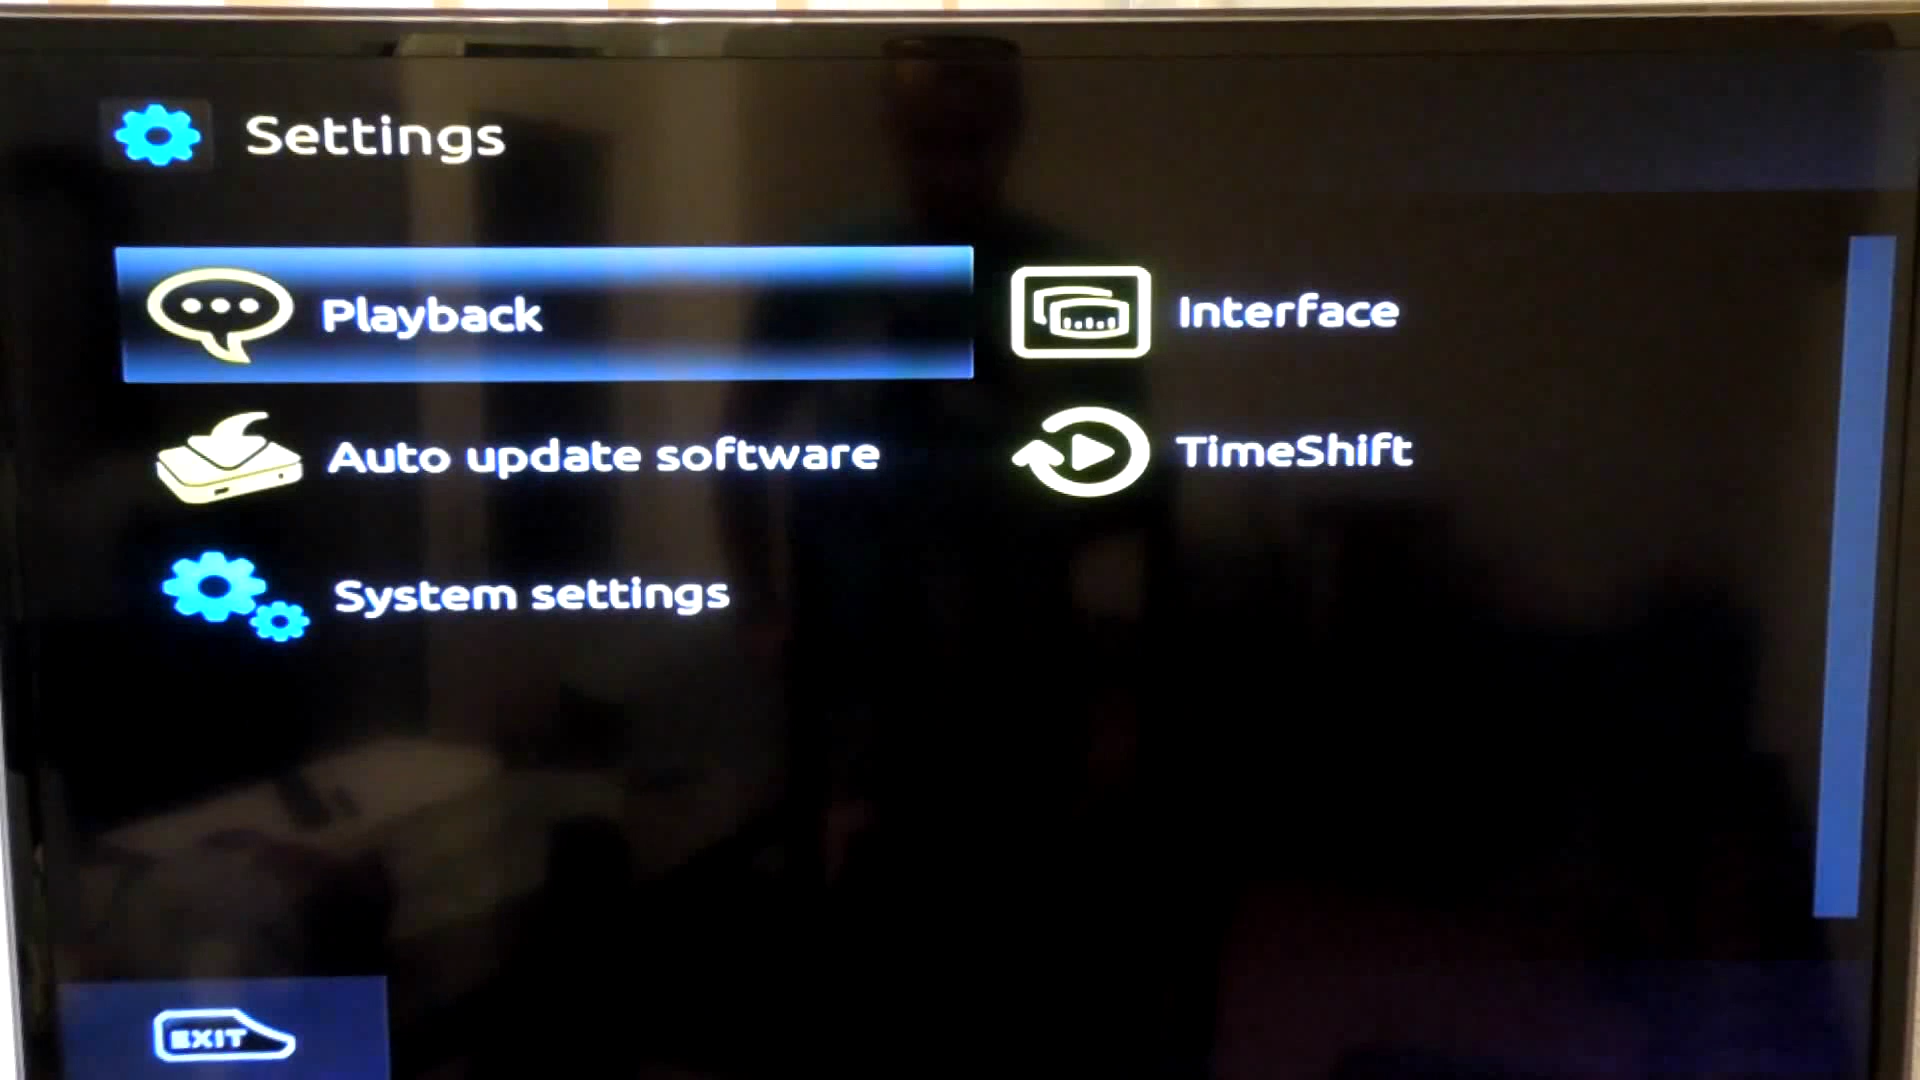 Settings
Playback
Interface
Auto update software
TimeShift
System settings
EXIT